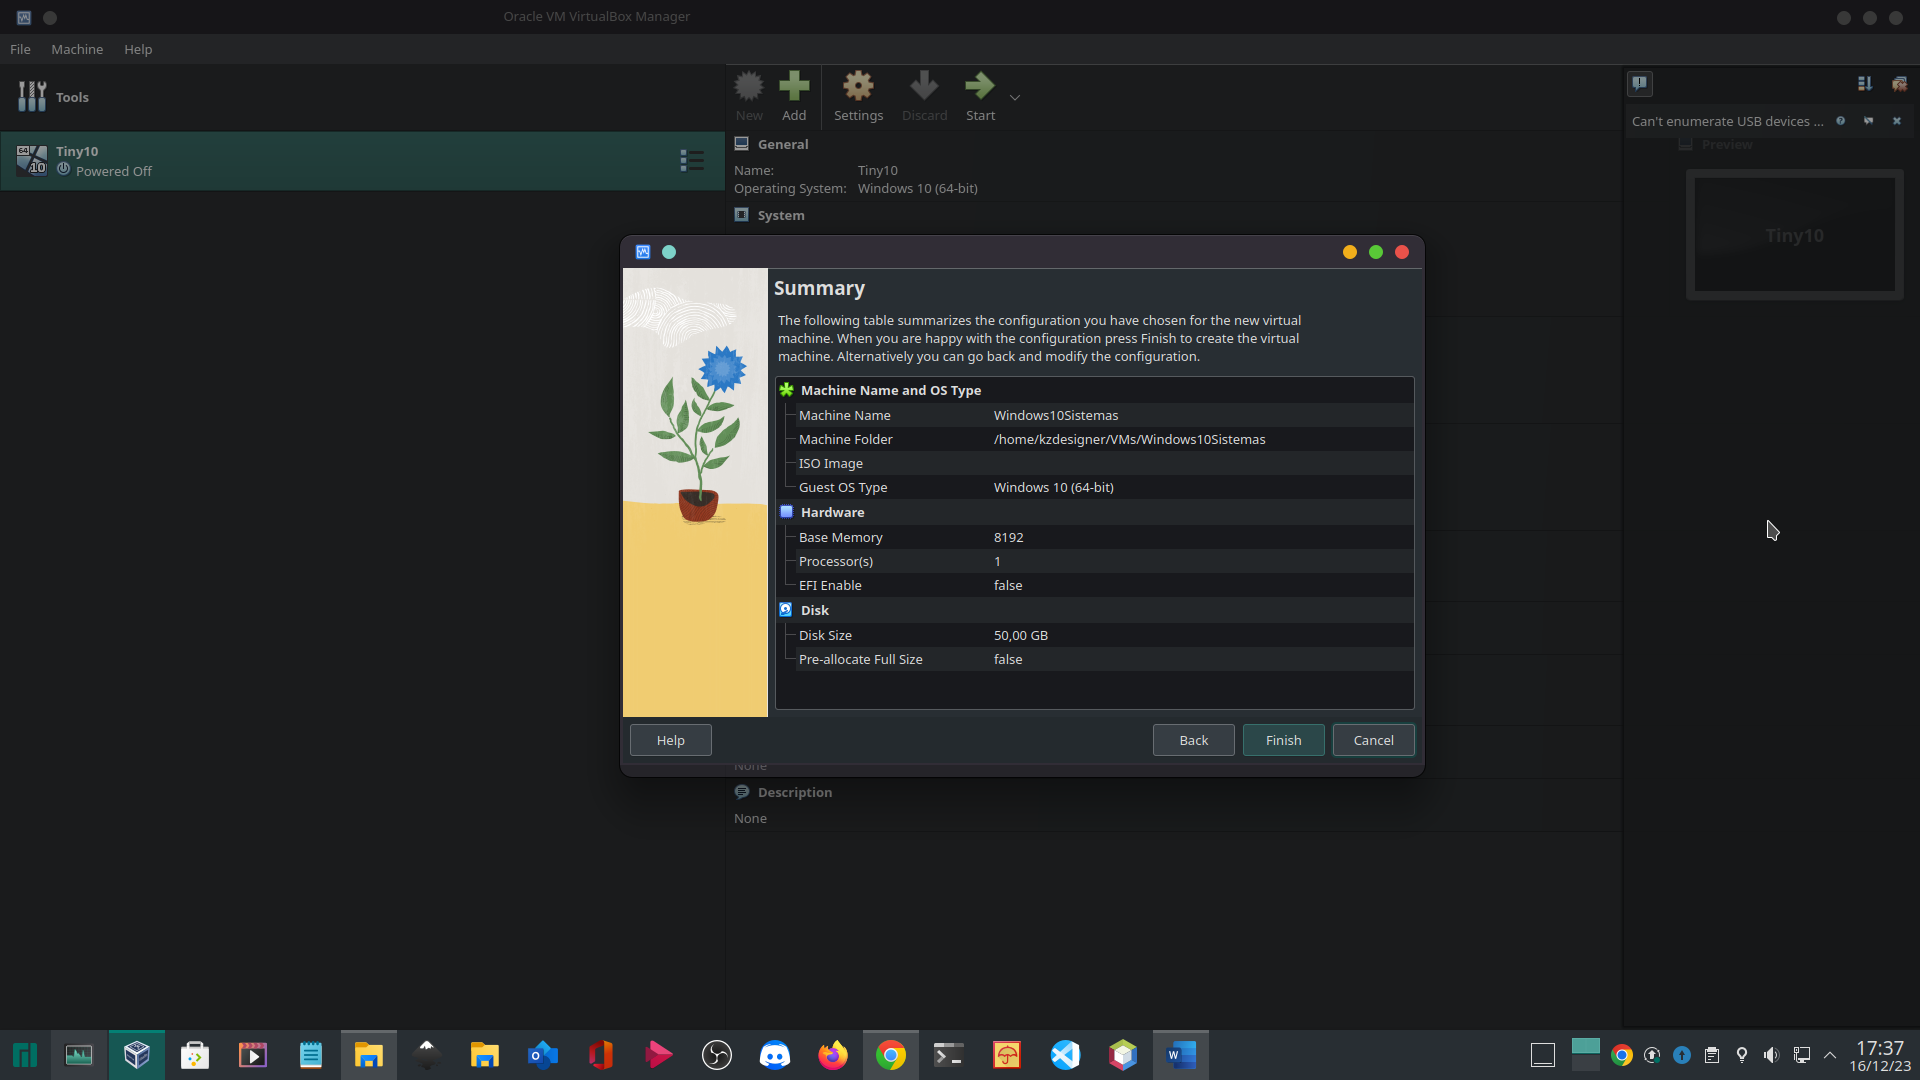 Oracle VM VirtualBox Manager
File Machine Help
Tools
New Add Settings Discard Start
Can't enumerate USB devices ...
Tiny10
Powered Off
64
10
General
Preview
Name: Tiny10
Operating System: Windows 10 (64-bit)
System
Tiny10
Summary
The following table summarizes the configuration you have chosen for the new virtual
machine. When you are happy with the configuration press Finish to create the virtual
machine. Alternatively you can go back and modify the configuration.
Machine Name and OS Type
Machine Name Windows10Sistemas
Machine Folder /home/kzdesigner/VMs/Windows10Sistemas
ISO Image
Guest OS Type Windows 10 (64-bit)
Hardware
Base Memory 8192
Processor(s) 1
EFI Enable false
Disk
Disk Size 50,00 GB
Pre-allocate Full Size false
Help Back Finish Cancel
None
Description
None
17:37
16/12/23